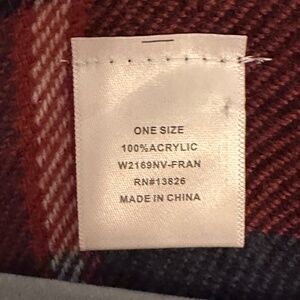 ONE SIZE
100%ACRYLIC
W2169NV-FRAN
RN#13826
MADE IN CHINA